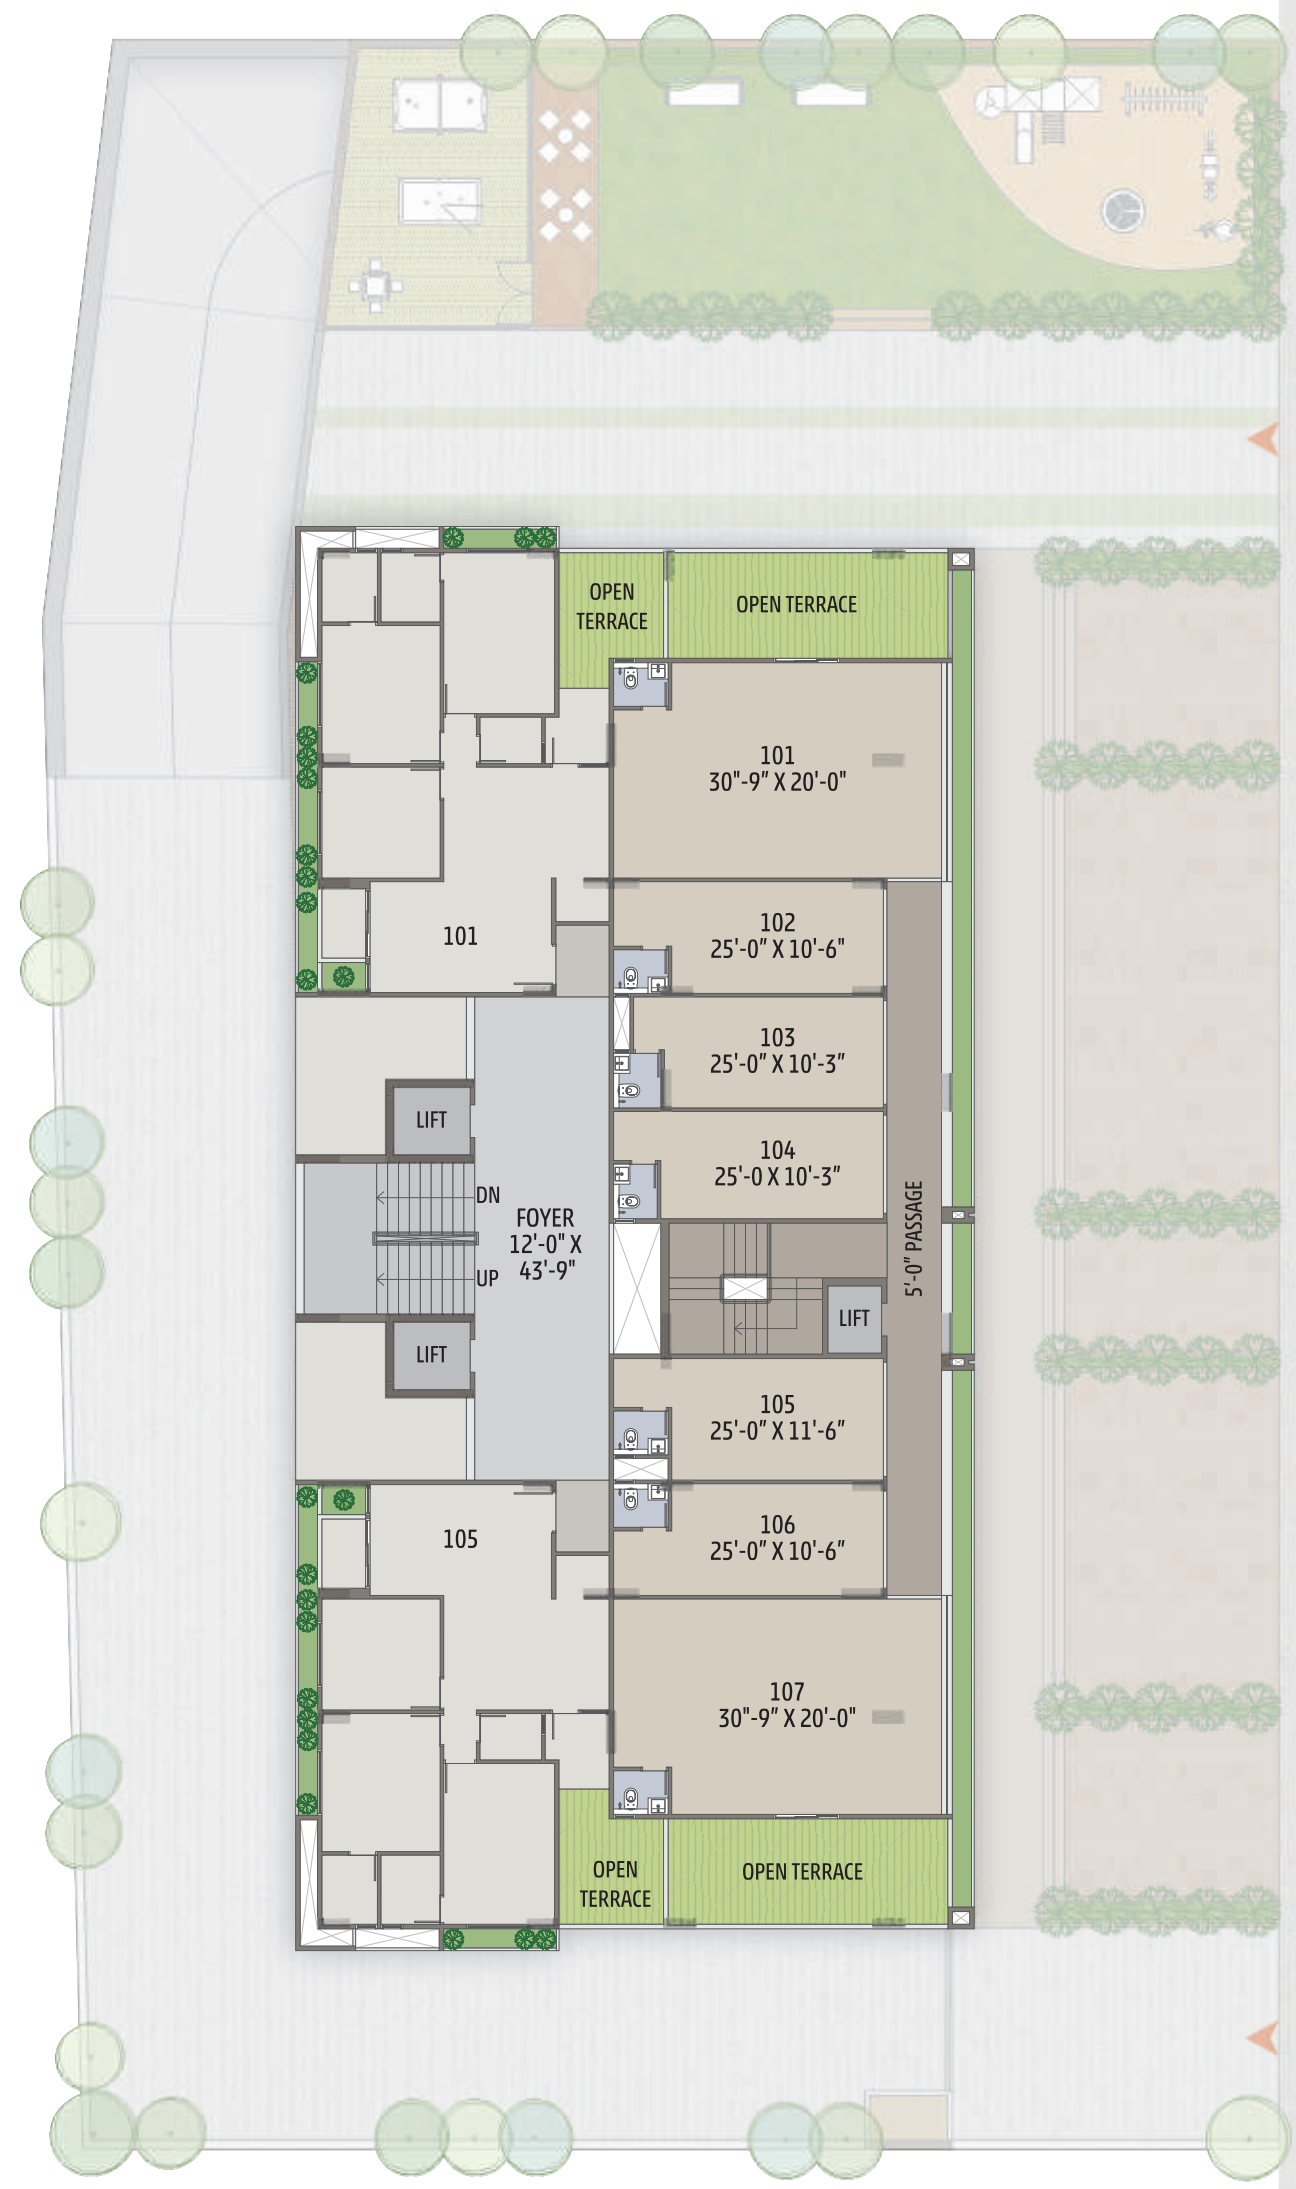 OPEN
TERRACE
OPEN TERRACE
101
30"-9" X 20'-0"
102
25'-0" X 10'-6"
101
103
25'-0" X 10'-3"
LIFT
104
25'-0 X 10'-3"
DN
FOYER
12'-0" X
43'-9"
UP
5'-0" PASSAGE
LIFT
LIFT
105
25'-0" X 11'-6"
106
25'-0" X 10'-6"
105
107
30"-9" X 20'-0"
OPEN
TERRACE
OPEN TERRACE